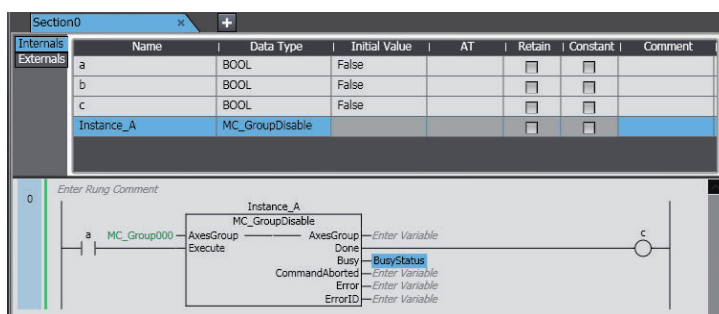 Section0 × +
Internals
Externals
Name Data Type Initial Value AT Retain Constant Comment
a BOOL False
b BOOL False
c BOOL False
Instance_A MC_GroupDisable
0 Enter Rung Comment
Instance_A
MC_GroupDisable
a MC_Group000 AxesGroup AxesGroup Enter Variable c
Execute Done
Busy BusyStatus
CommandAborted Enter Variable
Error Enter Variable
ErrorID Enter Variable